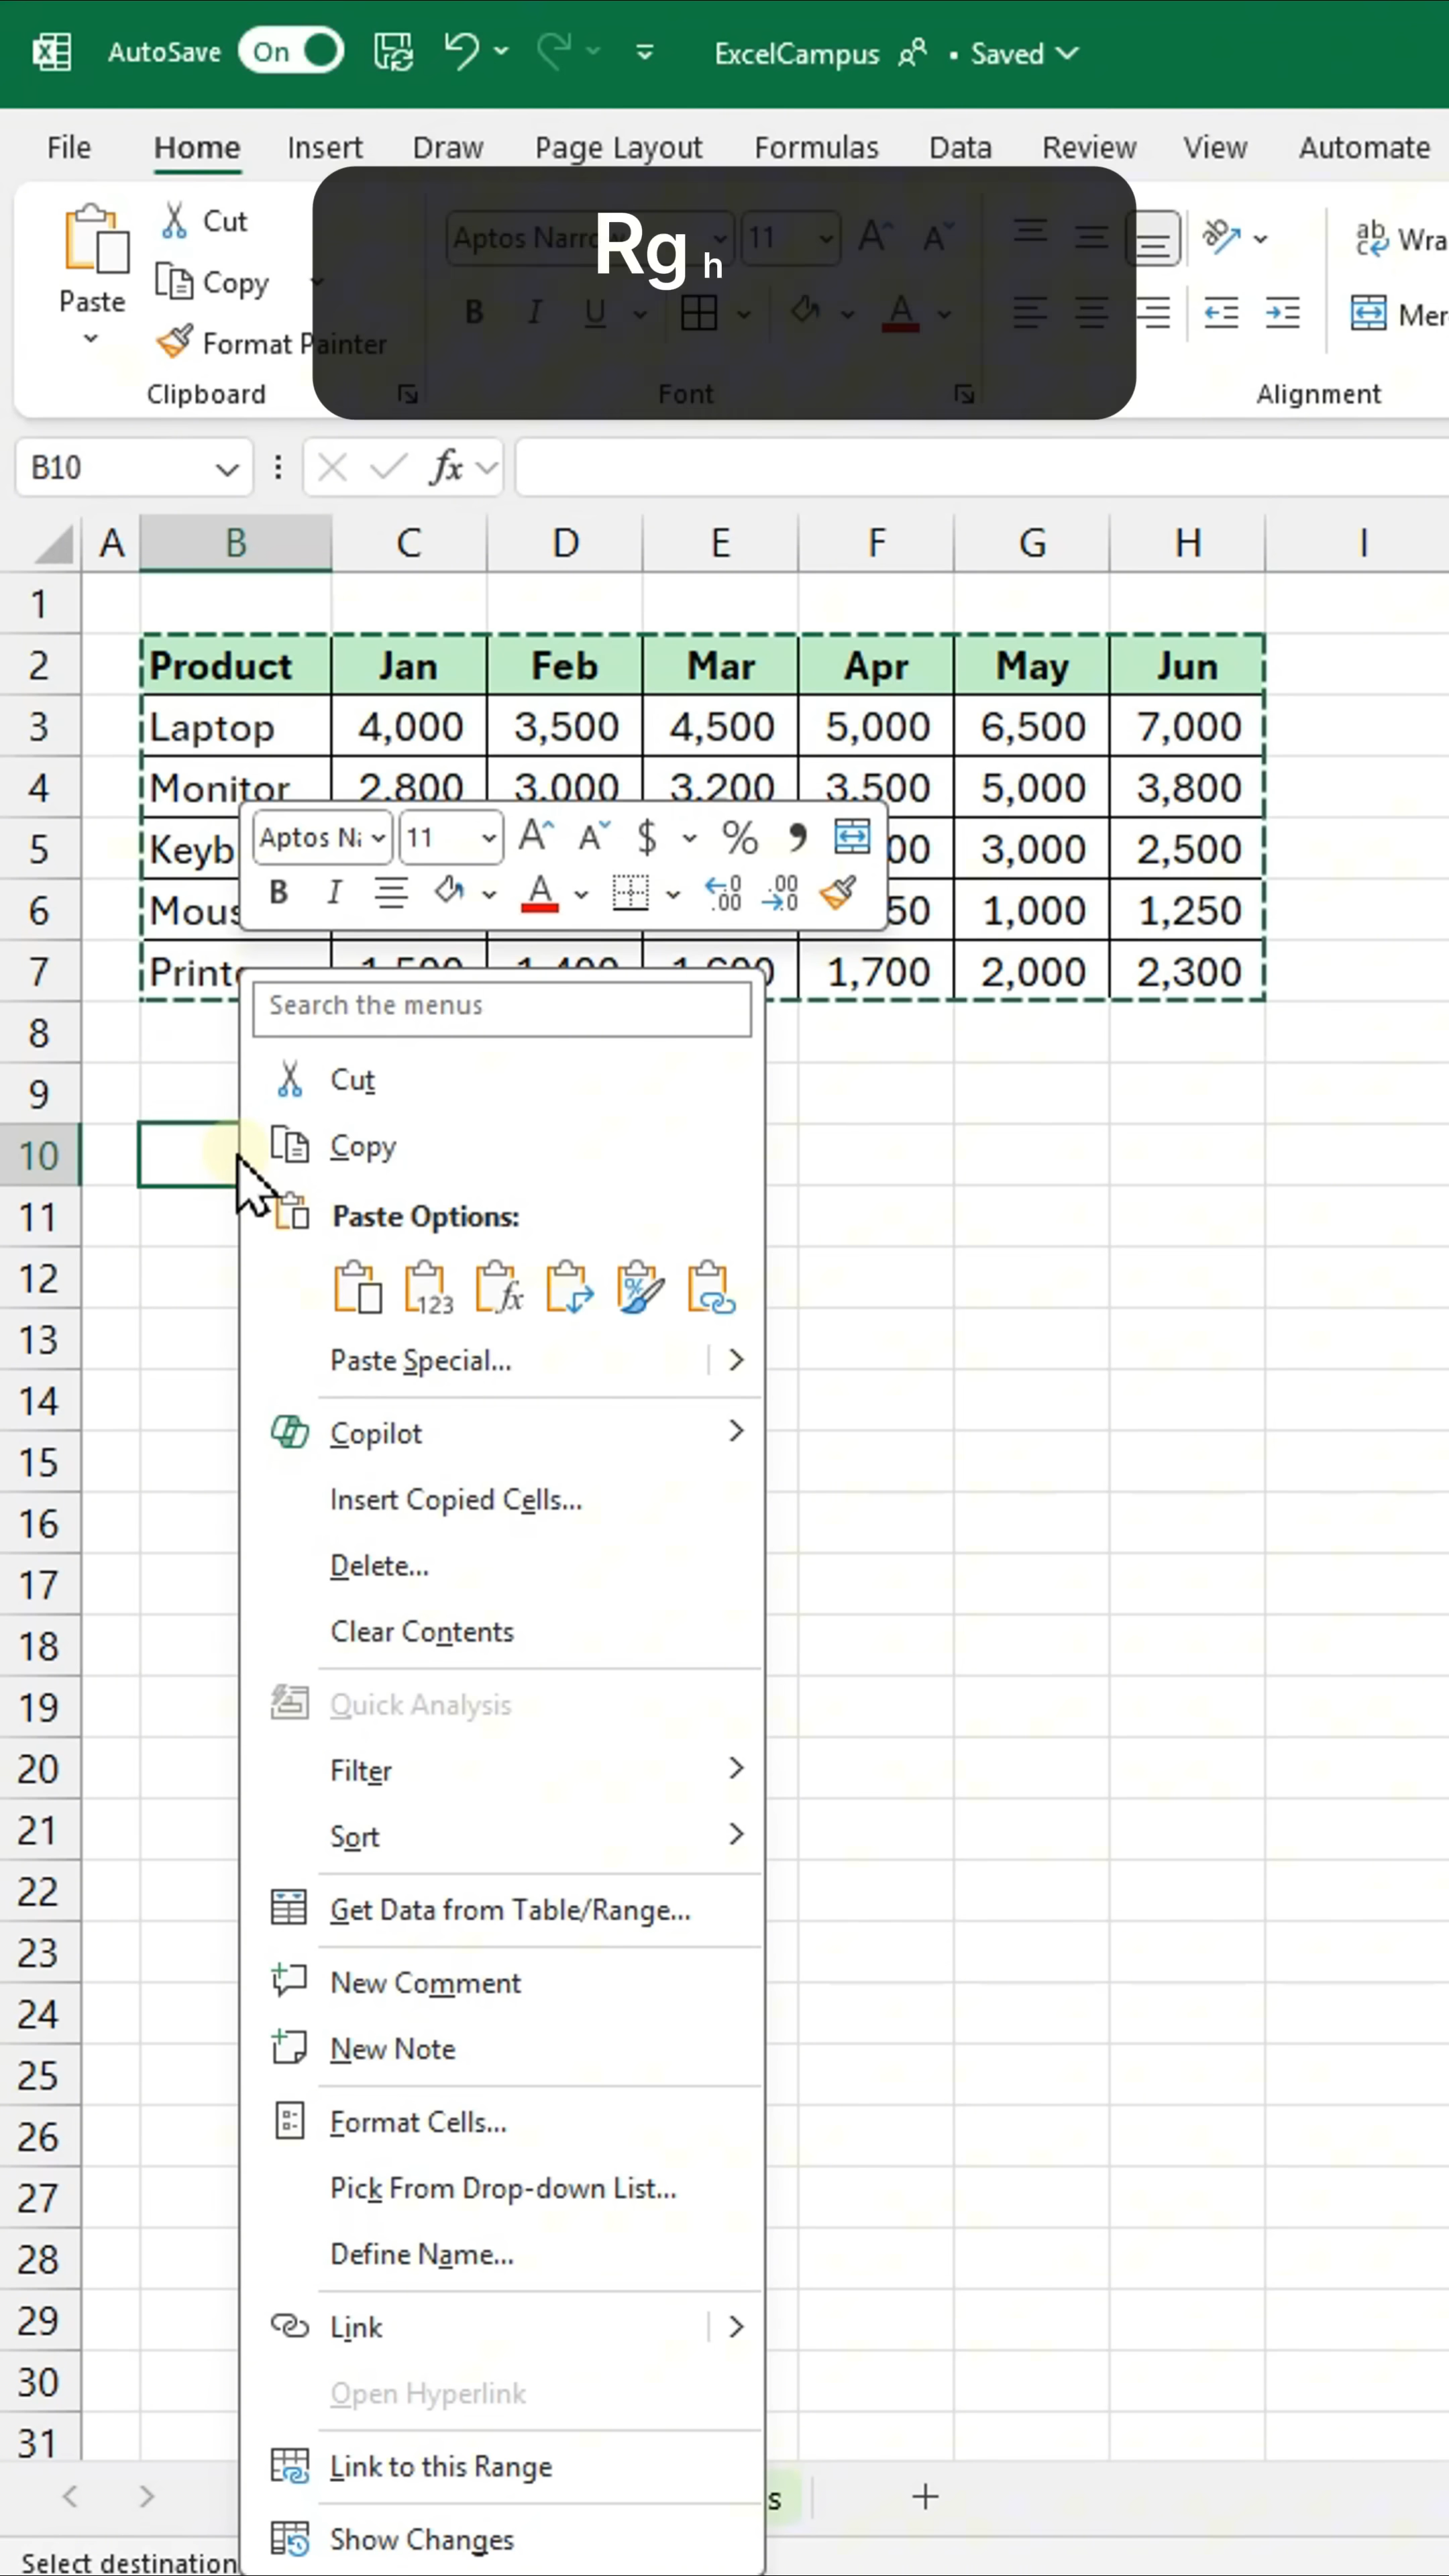 AutoSave On ExcelCampus • Saved
File Home Insert Draw Page Layout Formulas Data Review View Automate
Rg h
Paste
Cut
Copy
Format Painter
Aptos Narro 11
B I U A
ab Wra
Mer
Clipboard Font Alignment
B10 fx
A B C D E F G H I
1
2 Product Jan Feb Mar Apr May Jun
3 Laptop 4,000 3,500 4,500 5,000 6,500 7,000
4 Monitor 2,800 3,000 3,200 3,500 5,000 3,800
5 Keyb 00 3,000 2,500
6 Mous 50 1,000 1,250
7 Printe 1,500 1,400 1,600 1,700 2,000 2,300
Aptos Na 11 A A $ % ,
B I A .00 .00
8
9
10
11
12
13
14
15
16
17
18
19
20
21
22
23
24
25
26
27
28
29
30
31
Search the menus
Cut
Copy
Paste Options:
123 fx %
Paste Special...
Copilot
Insert Copied Cells...
Delete...
Clear Contents
Quick Analysis
Filter
Sort
Get Data from Table/Range...
New Comment
New Note
Format Cells...
Pick From Drop-down List...
Define Name...
Link
Open Hyperlink
Link to this Range
Show Changes
s +
Select destination